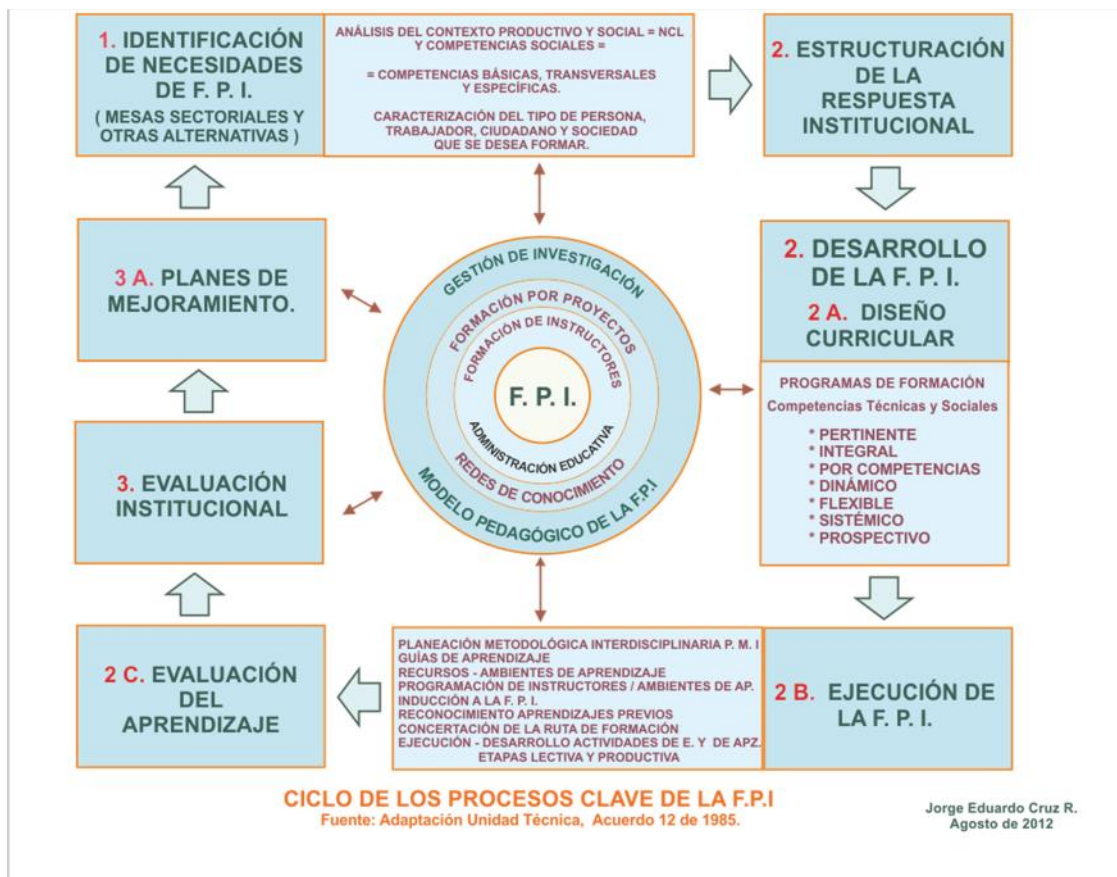 1. IDENTIFICACIÓN
DE NECESIDADES
DE F. P. I.
( MESAS SECTORIALES Y
OTRAS ALTERNATIVAS )
ANÁLISIS DEL CONTEXTO PRODUCTIVO Y SOCIAL = NCL
Y COMPETENCIAS SOCIALES =
= COMPETENCIAS BÁSICAS, TRANSVERSALES
Y ESPECÍFICAS.
CARACTERIZACIÓN DEL TIPO DE PERSONA,
TRABAJADOR, CIUDADANO Y SOCIEDAD
QUE SE DESEA FORMAR.
2. ESTRUCTURACIÓN
DE LA
RESPUESTA
INSTITUCIONAL
2. DESARROLLO
DE LA F. P. I.
2 A. DISEÑO
CURRICULAR
PROGRAMAS DE FORMACIÓN
Competencias Técnicas y Sociales
* PERTINENTE
* INTEGRAL
* POR COMPETENCIAS
* DINÁMICO
* FLEXIBLE
* SISTÉMICO
* PROSPECTIVO
2 B. EJECUCIÓN DE
LA F. P. I.
PLANEACIÓN METODOLÓGICA INTERDISCIPLINARIA P. M. I
GUÍAS DE APRENDIZAJE
RECURSOS - AMBIENTES DE APRENDIZAJE
PROGRAMACIÓN DE INSTRUCTORES / AMBIENTES DE AP.
INDUCCIÓN A LA F. P. I.
RECONOCIMIENTO APRENDIZAJES PREVIOS
CONCERTACIÓN DE LA RUTA DE FORMACIÓN
EJECUCIÓN - DESARROLLO ACTIVIDADES DE E. Y DE APZ.
ETAPAS LECTIVA Y PRODUCTIVA
2 C. EVALUACIÓN
DEL
APRENDIZAJE
3. EVALUACIÓN
INSTITUCIONAL
3 A. PLANES DE
MEJORAMIENTO.
GESTIÓN DE INVESTIGACIÓN
FORMACIÓN POR PROYECTOS
FORMACIÓN DE INSTRUCTORES
F. P. I.
ADMINISTRACIÓN EDUCATIVA
REDES DE CONOCIMIENTO
MODELO PEDAGÓGICO DE LA F.P.I
CICLO DE LOS PROCESOS CLAVE DE LA F.P.I
Fuente: Adaptación Unidad Técnica, Acuerdo 12 de 1985.
Jorge Eduardo Cruz R.
Agosto de 2012